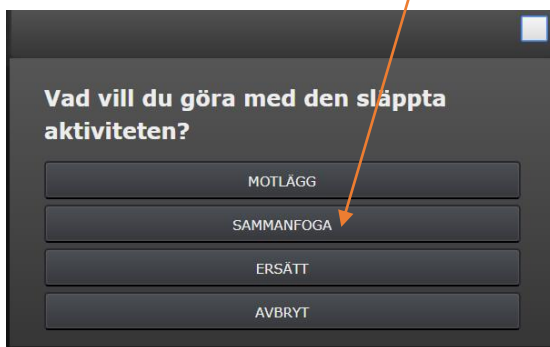 Vad vill du göra med den släppta
aktiviteten?
MOTLÄGG
SAMMANFOGA
ERSÄTT
AVBRYT